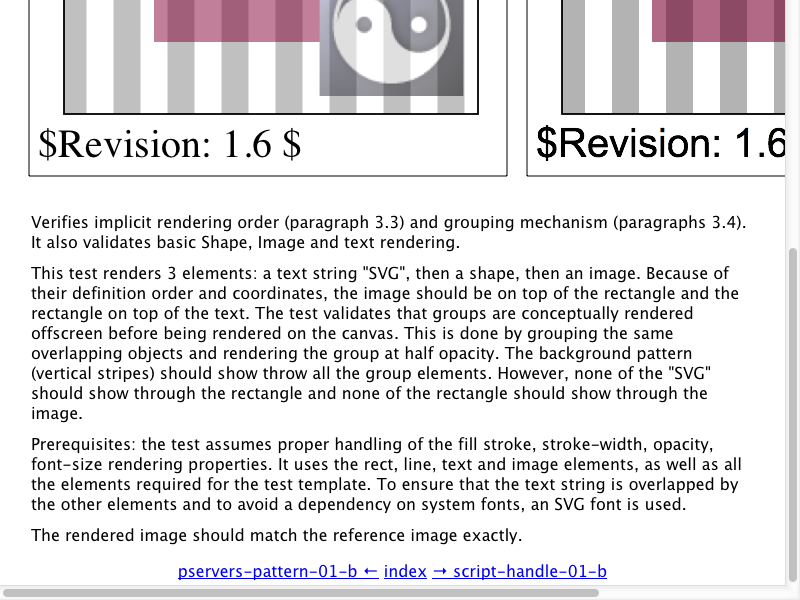 $Revision: 1.6 $
$Revision: 1.6
Verifies implicit rendering order (paragraph 3.3) and grouping mechanism (paragraphs 3.4).
It also validates basic Shape, Image and text rendering.
This test renders 3 elements: a text string "SVG", then a shape, then an image. Because of
their definition order and coordinates, the image should be on top of the rectangle and the
rectangle on top of the text. The test validates that groups are conceptually rendered
offscreen before being rendered on the canvas. This is done by grouping the same
overlapping objects and rendering the group at half opacity. The background pattern
(vertical stripes) should show throw all the group elements. However, none of the "SVG"
should show through the rectangle and none of the rectangle should show through the
image.
Prerequisites: the test assumes proper handling of the fill stroke, stroke-width, opacity,
font-size rendering properties. It uses the rect, line, text and image elements, as well as all
the elements required for the test template. To ensure that the text string is overlapped by
the other elements and to avoid a dependency on system fonts, an SVG font is used.
The rendered image should match the reference image exactly.
pservers-pattern-01-b ← index → script-handle-01-b